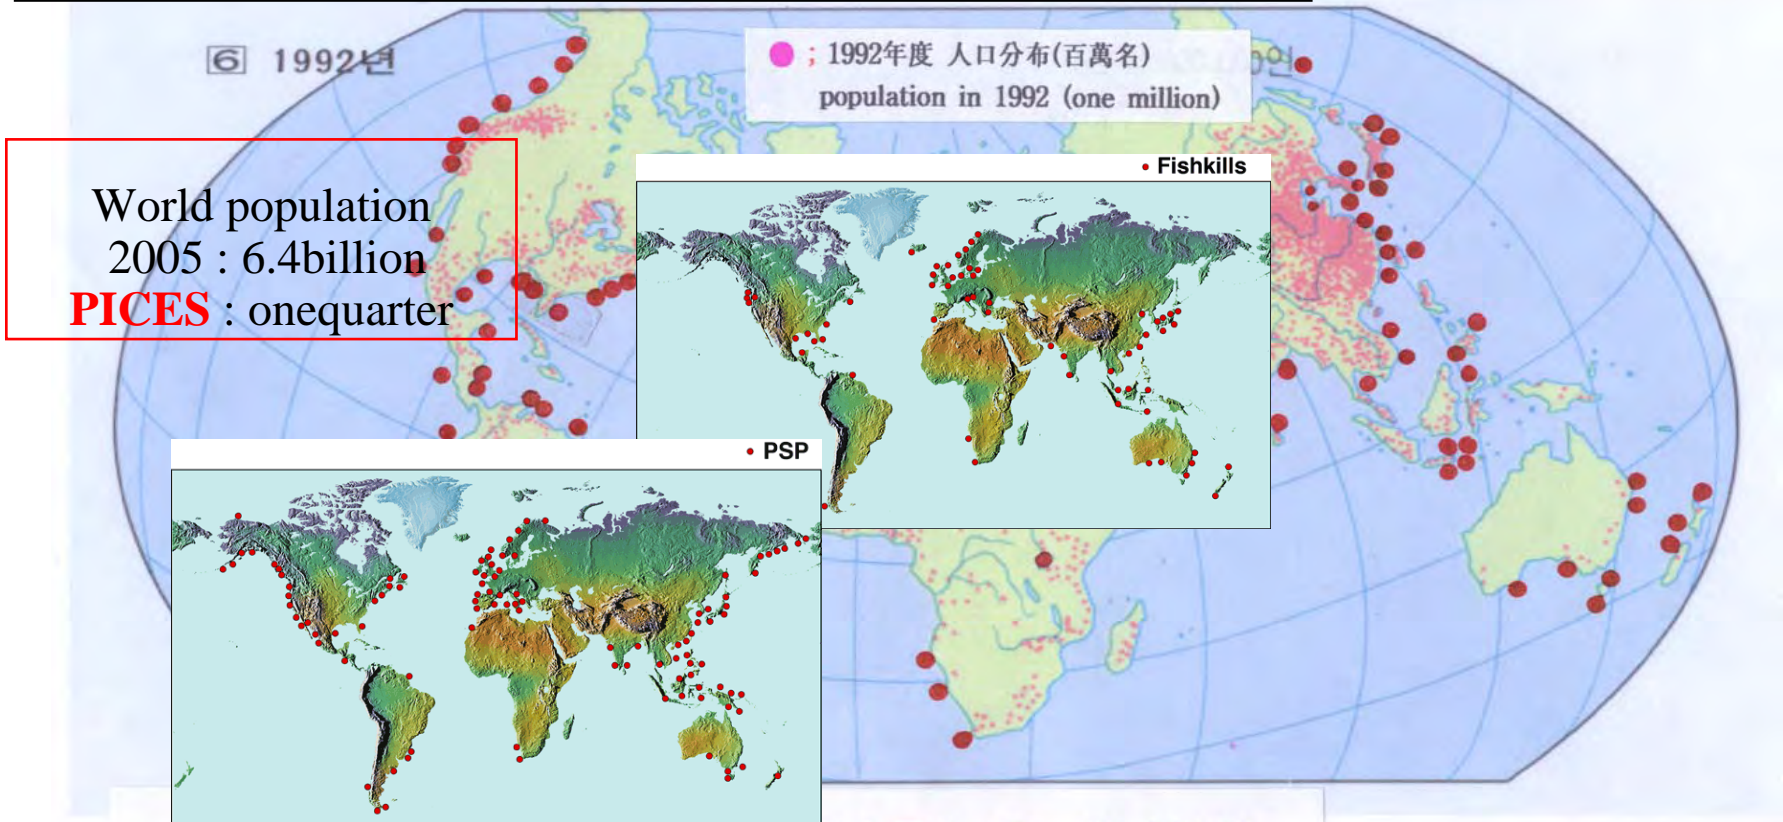 6 1992년
; 1992年度 人口分布(百萬名)
population in 1992 (one million)
World population
2005 : 6.4billion
PICES : onequarter
• Fishkills
• PSP